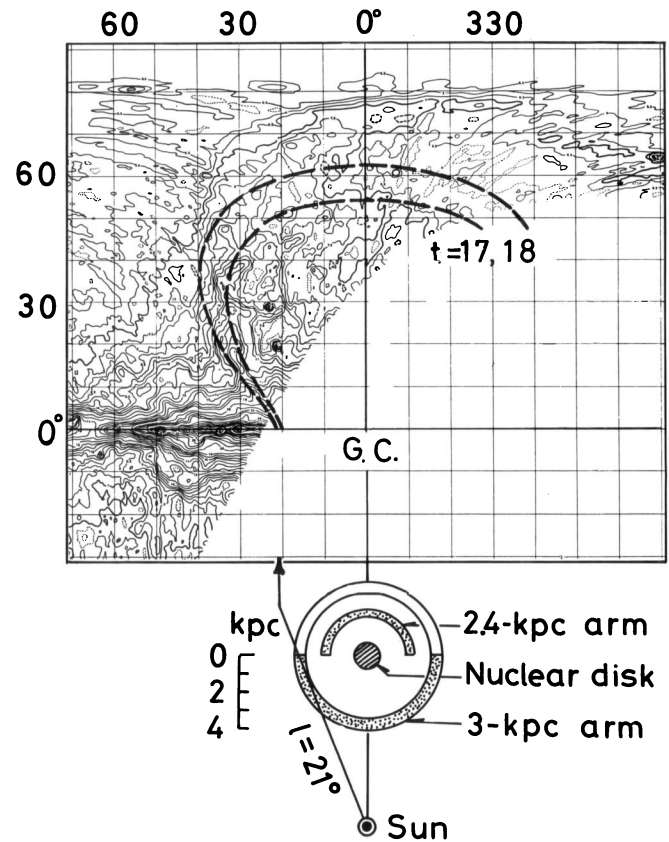 60 30 0° 330
60
t=17, 18
30
0°
G. C.
kpc
0
2
4
2.4-kpc arm
Nuclear disk
3-kpc arm
l=21°
Sun